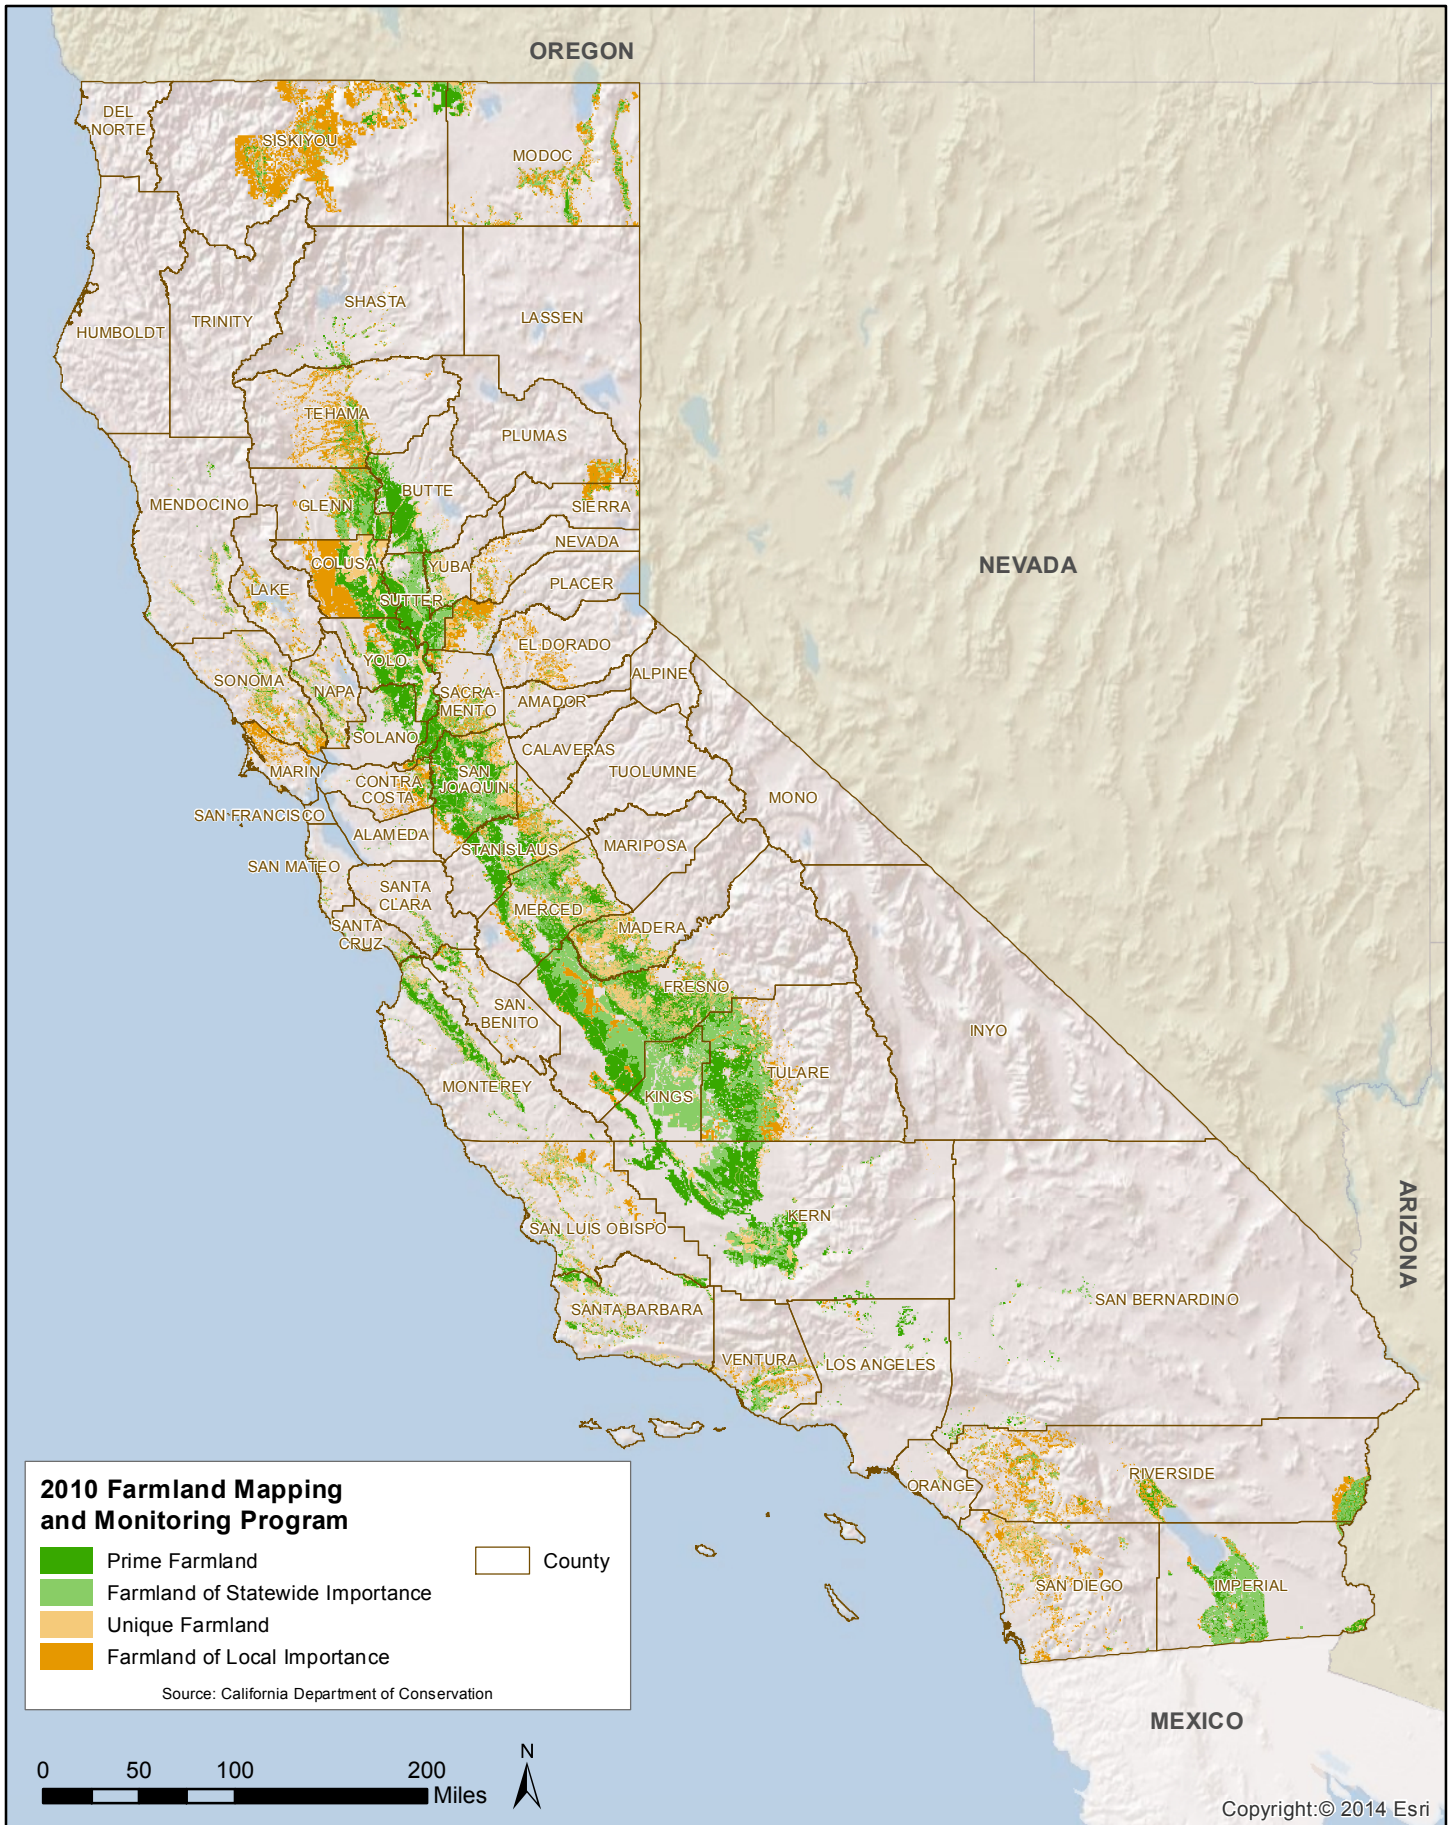 OREGON
DEL
NORTE
SISKIYOU
MODOC
SHASTA
LASSEN
TRINITY
HUMBOLDT
TEHAMA
PLUMAS
BUTTE
MENDOCINO
GLENN
SIERRA
NEVADA
COLUSA
YUBA
NEVADA
PLACER
LAKE
SUTTER
EL DORADO
YOLO
ALPINE
SONOMA
NAPA
SACRA-
MENTO
AMADOR
SOLANO
CALAVERAS
MARIN
CONTRA
COSTA
SAN
JOAQUIN
TUOLUMNE
MONO
SAN FRANCISCO
ALAMEDA
STANISLAUS
MARIPOSA
SAN MATEO
SANTA
CLARA
MERCED
SANTA
CRUZ
MADERA
FRESNO
SAN
BENITO
INYO
TULARE
MONTEREY
KINGS
ARIZONA
KERN
SAN LUIS OBISPO
SAN BERNARDINO
SANTA BARBARA
VENTURA
LOS ANGELES
RIVERSIDE
ORANGE
SAN DIEGO
IMPERIAL
MEXICO
2010 Farmland Mapping
and Monitoring Program
Prime Farmland
County
Farmland of Statewide Importance
Unique Farmland
Farmland of Local Importance
Source: California Department of Conservation
0 50 100 200
Miles
N
Copyright:© 2014 Esri